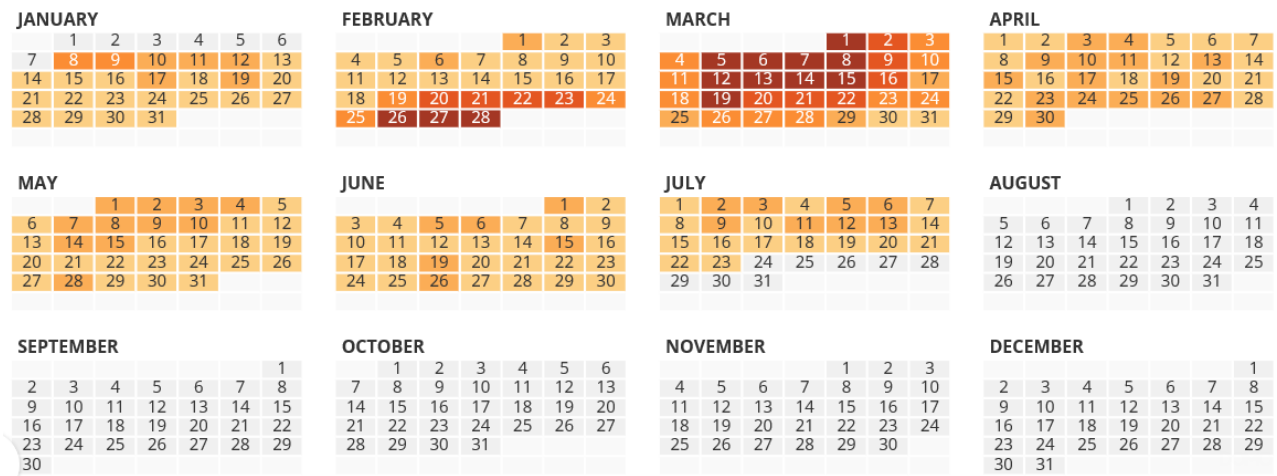 JANUARY FEBRUARY MARCH APRIL
1 2 3 4 5 6 1 2 3 1 2 3 1 2 3 4 5 6 7
7 8 9 10 11 12 13 4 5 6 7 8 9 10 4 5 6 7 8 9 10 8 9 10 11 12 13 14
14 15 16 17 18 19 20 11 12 13 14 15 16 17 11 12 13 14 15 16 17 15 16 17 18 19 20 21
21 22 23 24 25 26 27 18 19 20 21 22 23 24 18 19 20 21 22 23 24 22 23 24 25 26 27 28
28 29 30 31 25 26 27 28 25 26 27 28 29 30 31 29 30
MAY JUNE JULY AUGUST
1 2 3 4 5 1 2 1 2 3 4 5 6 7 1 2 3 4
6 7 8 9 10 11 12 3 4 5 6 7 8 9 8 9 10 11 12 13 14 5 6 7 8 9 10 11
13 14 15 16 17 18 19 10 11 12 13 14 15 16 15 16 17 18 19 20 21 12 13 14 15 16 17 18
20 21 22 23 24 25 26 17 18 19 20 21 22 23 22 23 24 25 26 27 28 19 20 21 22 23 24 25
27 28 29 30 31 24 25 26 27 28 29 30 29 30 31 26 27 28 29 30 31
SEPTEMBER OCTOBER NOVEMBER DECEMBER
1 1 2 3 4 5 6 1 2 3 1
2 3 4 5 6 7 8 7 8 9 10 11 12 13 4 5 6 7 8 9 10 2 3 4 5 6 7 8
9 10 11 12 13 14 15 14 15 16 17 18 19 20 11 12 13 14 15 16 17 9 10 11 12 13 14 15
16 17 18 19 20 21 22 21 22 23 24 25 26 27 18 19 20 21 22 23 24 16 17 18 19 20 21 22
23 24 25 26 27 28 29 28 29 30 31 25 26 27 28 29 30 23 24 25 26 27 28 29
30 30 31